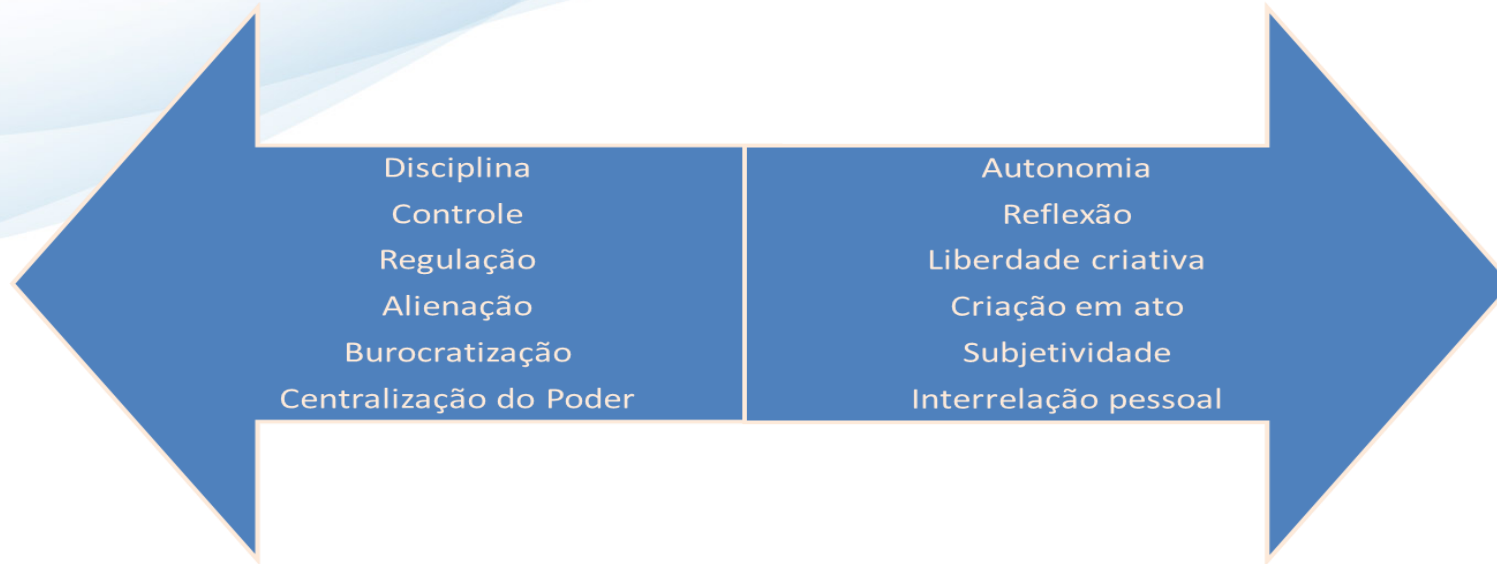 Disciplina
Controle
Regulação
Alienação
Burocratização
Centralização do Poder
Autonomia
Reflexão
Liberdade criativa
Criação em ato
Subjetividade
Interrelação pessoal